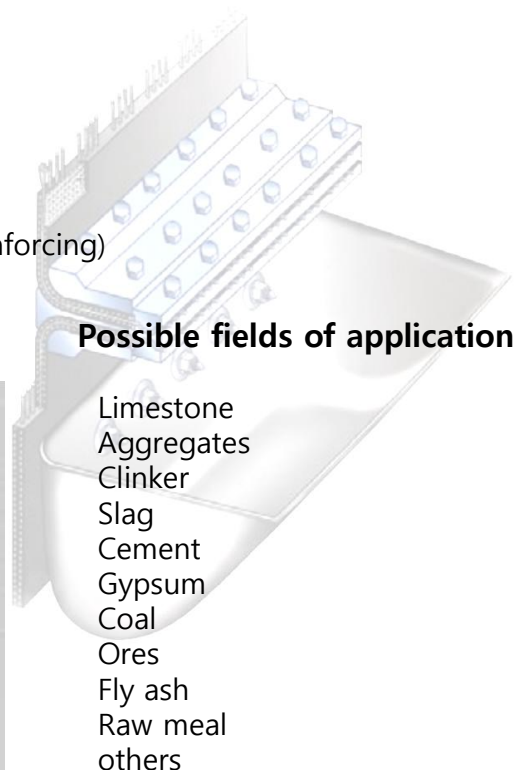 nforcing)
Possible fields of application
Limestone
Aggregates
Clinker
Slag
Cement
Gypsum
Coal
Ores
Fly ash
Raw meal
others